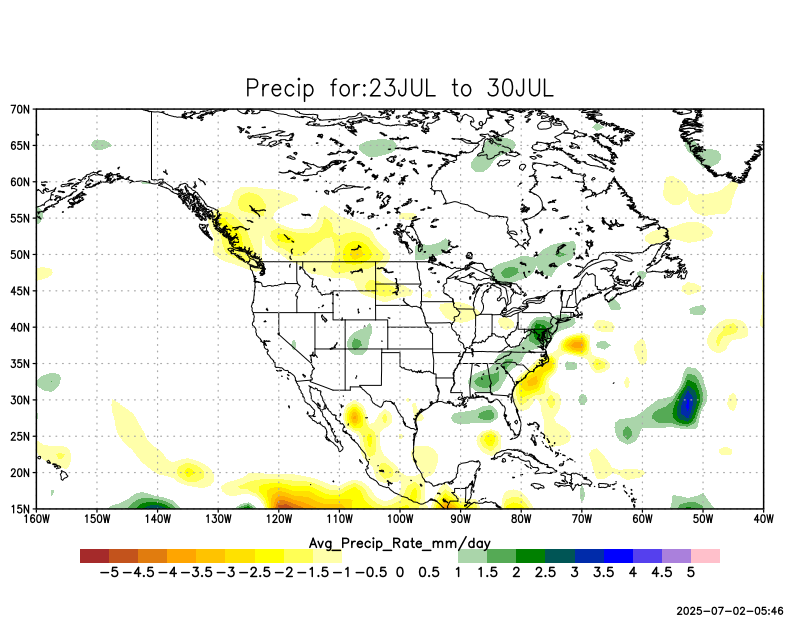 Precip for:23JUL to 30JUL
70N
65N
60N
55N
50N
45N
40N
35N
30N
25N
20N
15N
160W 150W 140W 130W 120W 110W 100W 90W 80W 70W 60W 50W 40W
Avg_Precip_Rate_mm/day
-5 -4.5 -4 -3.5 -3 -2.5 -2 -1.5 -1 -0.5 0 0.5 1 1.5 2 2.5 3 3.5 4 4.5 5
2025-07-02-05:46